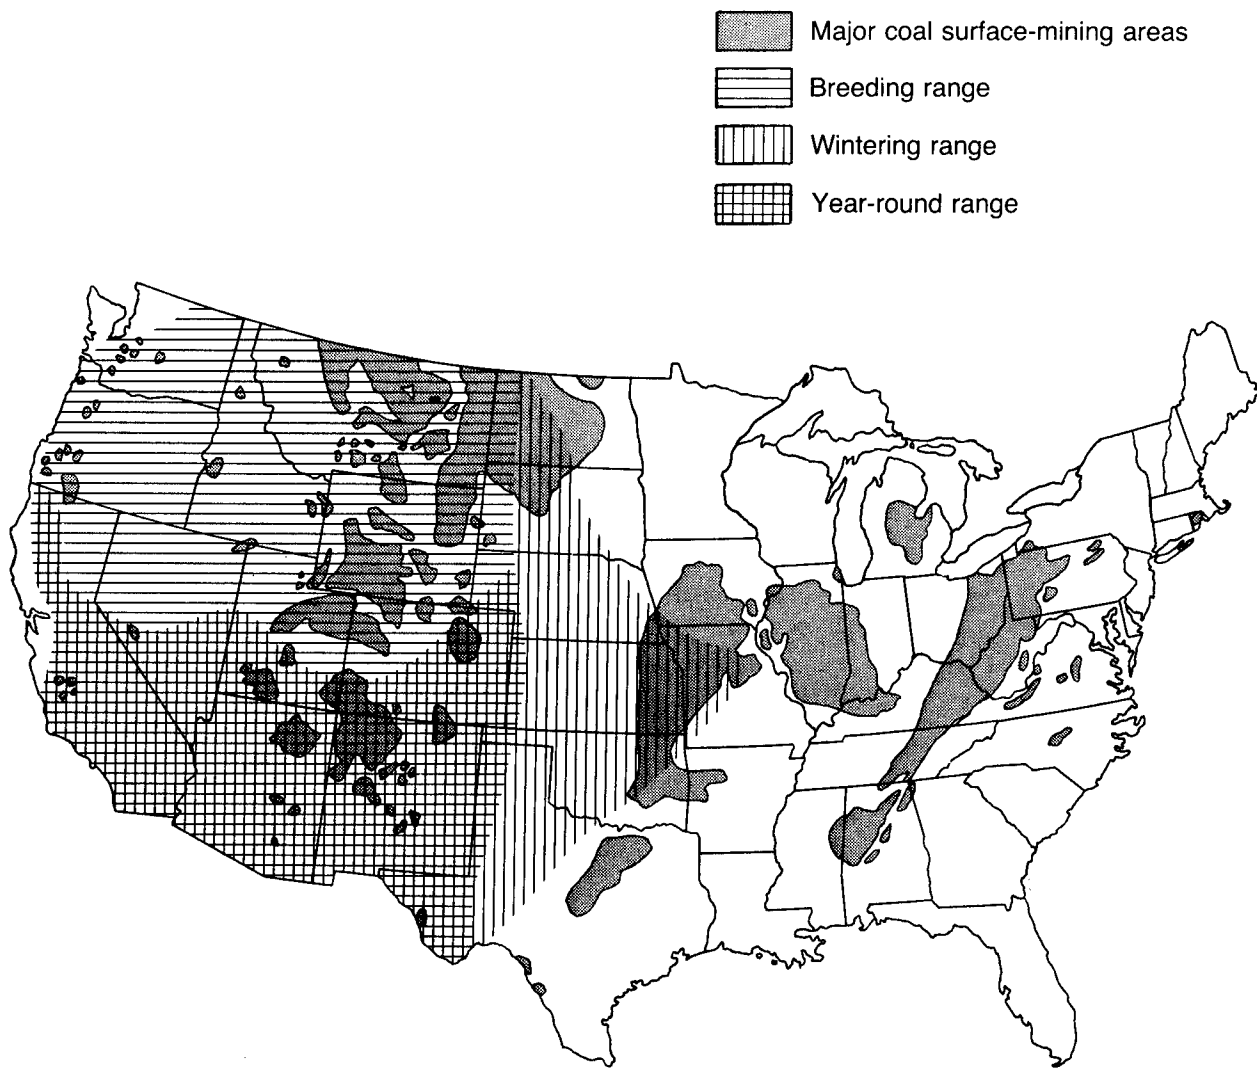 Major coal surface-mining areas
Breeding range
Wintering range
Year-round range